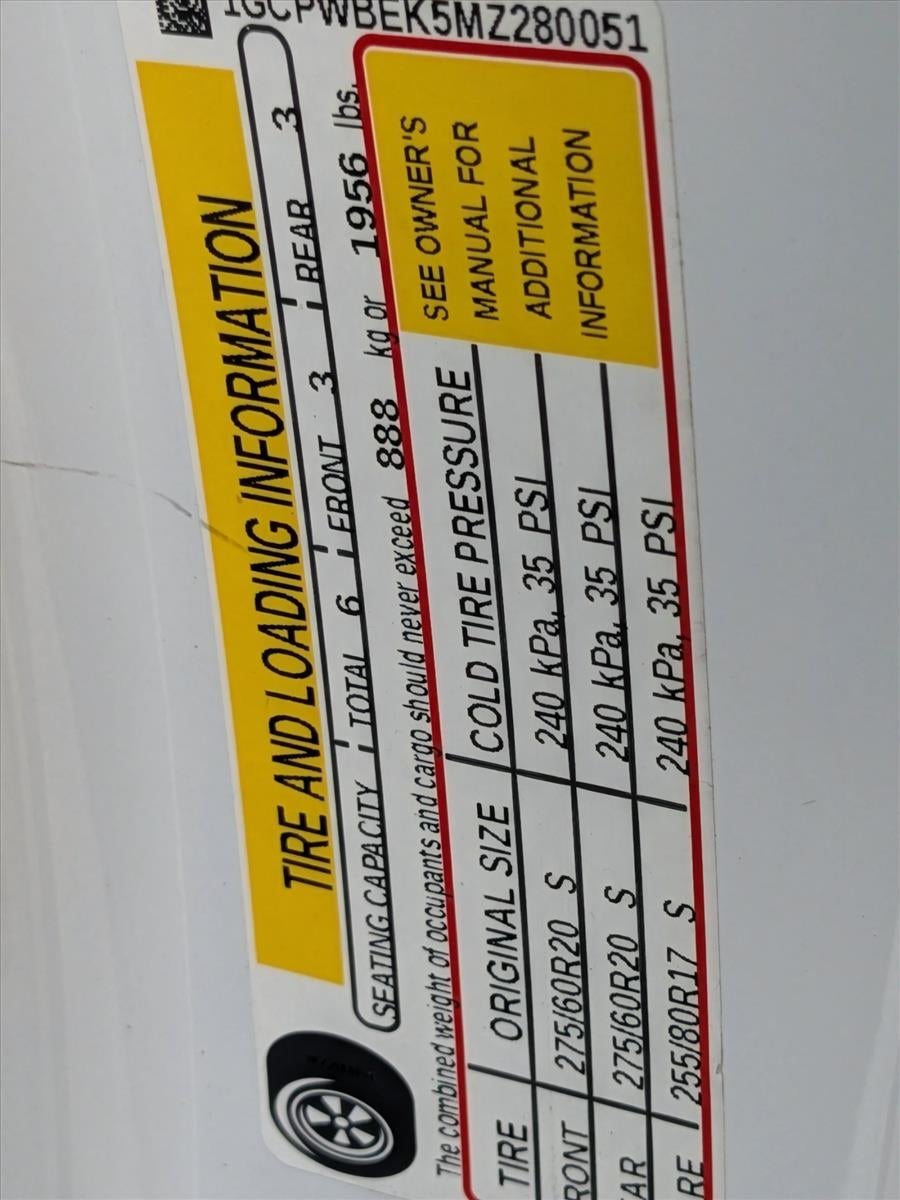 1GCPWBEK5MZ280051
TIRE AND LOADING INFORMATION
SEATING CAPACITY TOTAL 6 FRONT 3 REAR 3
The combined weight of occupants and cargo should never exceed 888 kg or 1956 lbs.
TIRE ORIGINAL SIZE COLD TIRE PRESSURE
RONT 275/60R20 S 240 kPa, 35 PSI
AR 275/60R20 S 240 kPa, 35 PSI
RE 255/80R17 S 240 kPa, 35 PSI
SEE OWNER'S
MANUAL FOR
ADDITIONAL
INFORMATION